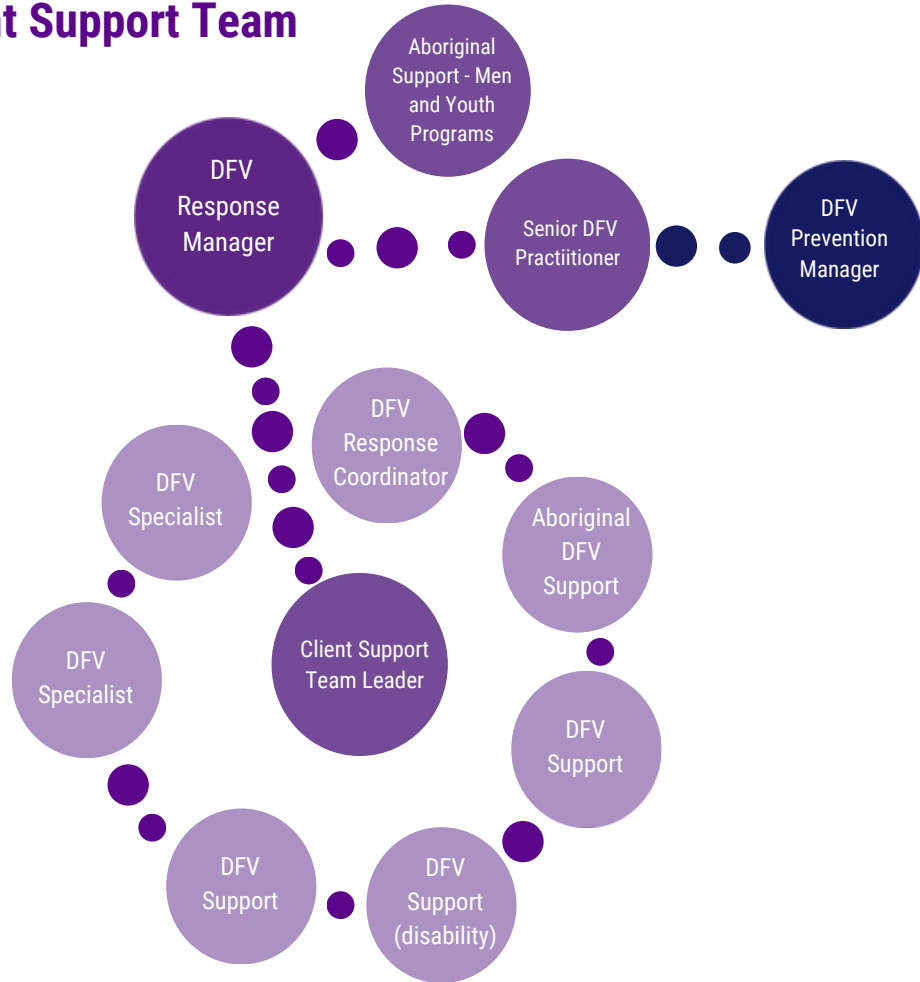 t Support Team
Aboriginal
Support - Men
and Youth
Programs
DFV
Response
Manager
Senior DFV
Practiitioner
DFV
Prevention
Manager
DFV
Response
Coordinator
DFV
Specialist
Aboriginal
DFV
Support
DFV
Specialist
Client Support
Team Leader
DFV
Support
DFV
Support
DFV
Support
(disability)